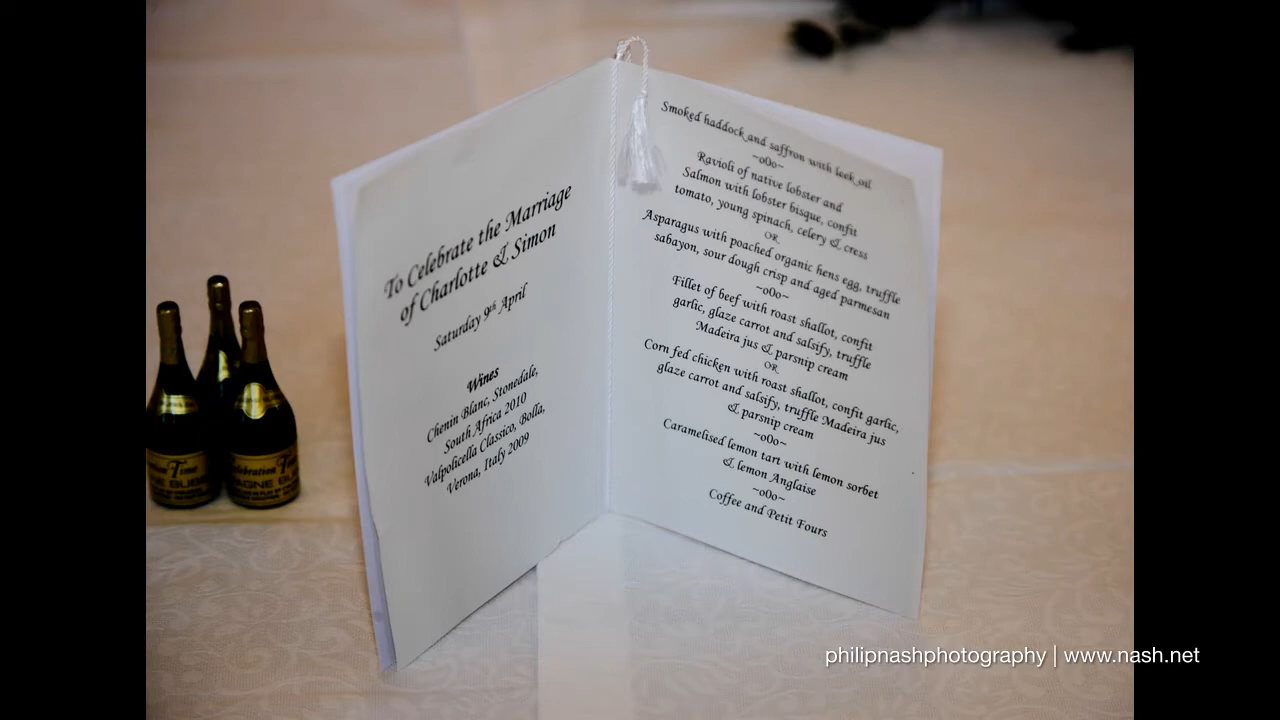 To Celebrate the Marriage
of Charlotte & Simon
Saturday 9th April
Wines
Chenin Blanc, Stonedale,
South Africa 2010
Valpolicella Classico, Bolla,
Verona, Italy 2009
Smoked haddock and saffron with leek oil
~o0o~
Ravioli of native lobster and
Salmon with lobster bisque, confit
tomato, young spinach, celery & cress
OR
Asparagus with poached organic hens egg, truffle
sabayon, sour dough crisp and aged parmesan
~o0o~
Fillet of beef with roast shallot, confit
garlic, glaze carrot and salsify, truffle
Madeira jus & parsnip cream
OR
Corn fed chicken with roast shallot, confit garlic,
glaze carrot and salsify, truffle Madeira jus
& parsnip cream
~o0o~
Caramelised lemon tart with lemon sorbet
& lemon Anglaise
~o0o~
Coffee and Petit Fours
Time
philipnashphotography | www.nash.net